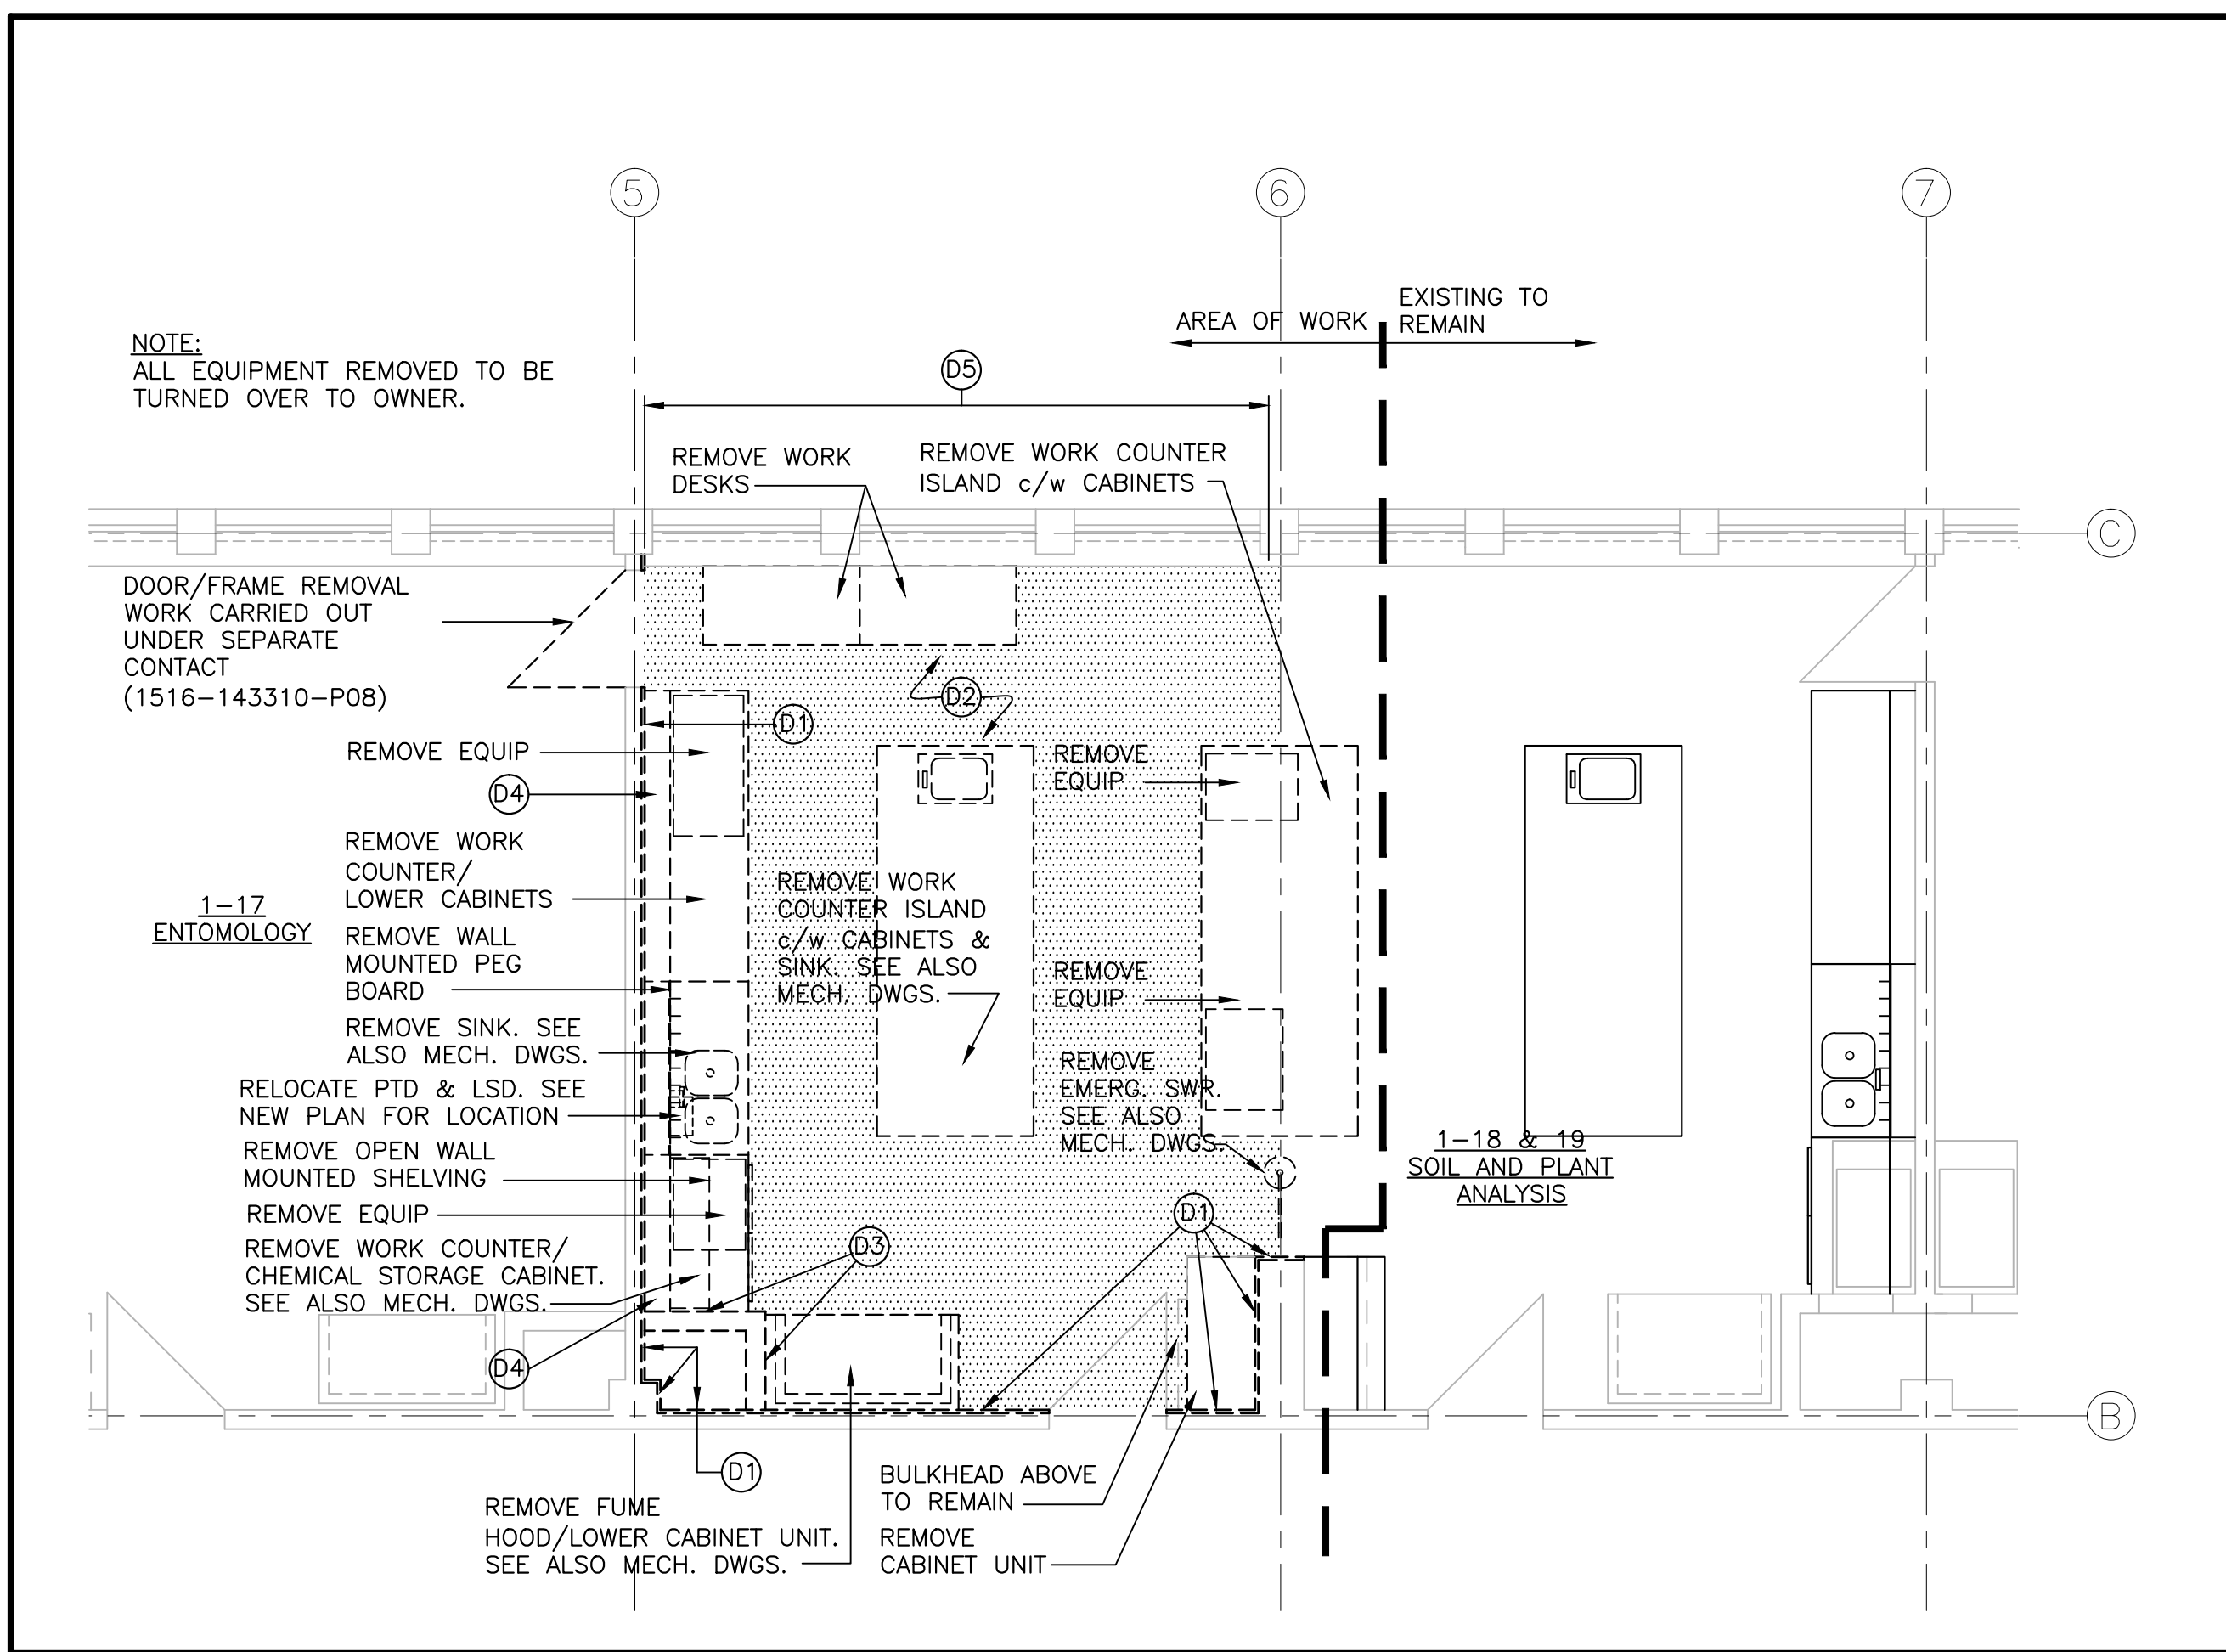 5
6
7
AREA OF WORK
EXISTING TO
REMAIN
NOTE:
ALL EQUIPMENT REMOVED TO BE
TURNED OVER TO OWNER.
D5
REMOVE WORK
DESKS
REMOVE WORK COUNTER
ISLAND c/w CABINETS
C
DOOR/FRAME REMOVAL
WORK CARRIED OUT
UNDER SEPARATE
CONTACT
(1516-143310-P08)
D2
D1
REMOVE EQUIP
REMOVE
EQUIP
D4
REMOVE WORK
COUNTER/
LOWER CABINETS
1-17
ENTOMOLOGY
REMOVE WORK
COUNTER ISLAND
c/w CABINETS &
SINK. SEE ALSO
MECH. DWGS.
REMOVE WALL
MOUNTED PEG
BOARD
REMOVE
EQUIP
REMOVE SINK. SEE
ALSO MECH. DWGS.
REMOVE
EMERG. SWR.
SEE ALSO
MECH. DWGS.
RELOCATE PTD & LSD. SEE
NEW PLAN FOR LOCATION
1-18 & 19
SOIL AND PLANT
ANALYSIS
REMOVE OPEN WALL
MOUNTED SHELVING
REMOVE EQUIP
D1
D3
REMOVE WORK COUNTER/
CHEMICAL STORAGE CABINET.
SEE ALSO MECH. DWGS.
D4
B
D1
BULKHEAD ABOVE
TO REMAIN
REMOVE FUME
HOOD/LOWER CABINET UNIT.
SEE ALSO MECH. DWGS.
REMOVE
CABINET UNIT